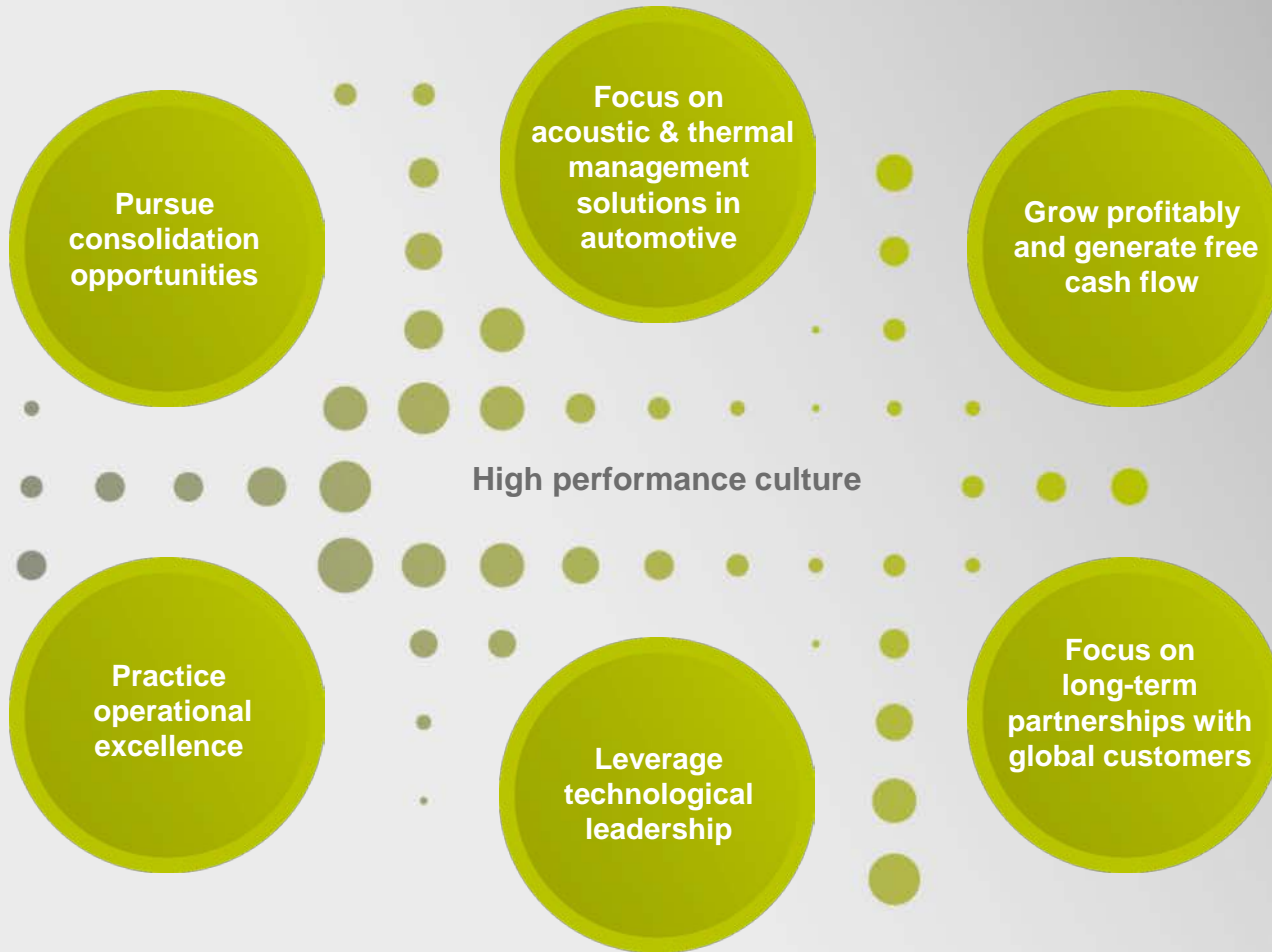 Focus on
acoustic & thermal
management
solutions in
automotive
Pursue
consolidation
opportunities
Grow profitably
and generate free
cash flow
High performance culture
Practice
operational
excellence
Leverage
technological
leadership
Focus on
long-term
partnerships with
global customers